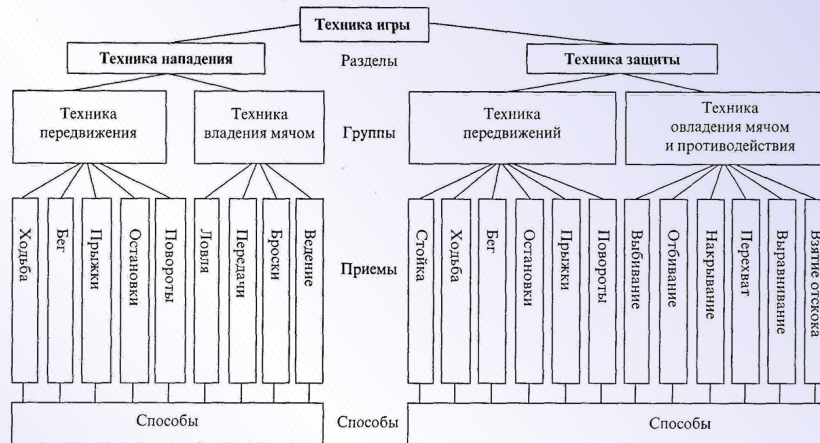 Техника игры
Техника нападения
Разделы
Техника защиты
Техника
передвижения
Техника
владения мячом
Группы
Техника
передвижений
Техника
овладения мячом
и противодействия
Ходьба
Бег
Прыжки
Остановки
Повороты
Ловля
Передачи
Броски
Ведение
Приемы
Стойка
Ходьба
Бег
Остановки
Прыжки
Повороты
Выбивание
Отбивание
Накрывание
Перехват
Выравнивание
Взятие отскока
Способы
Способы
Способы